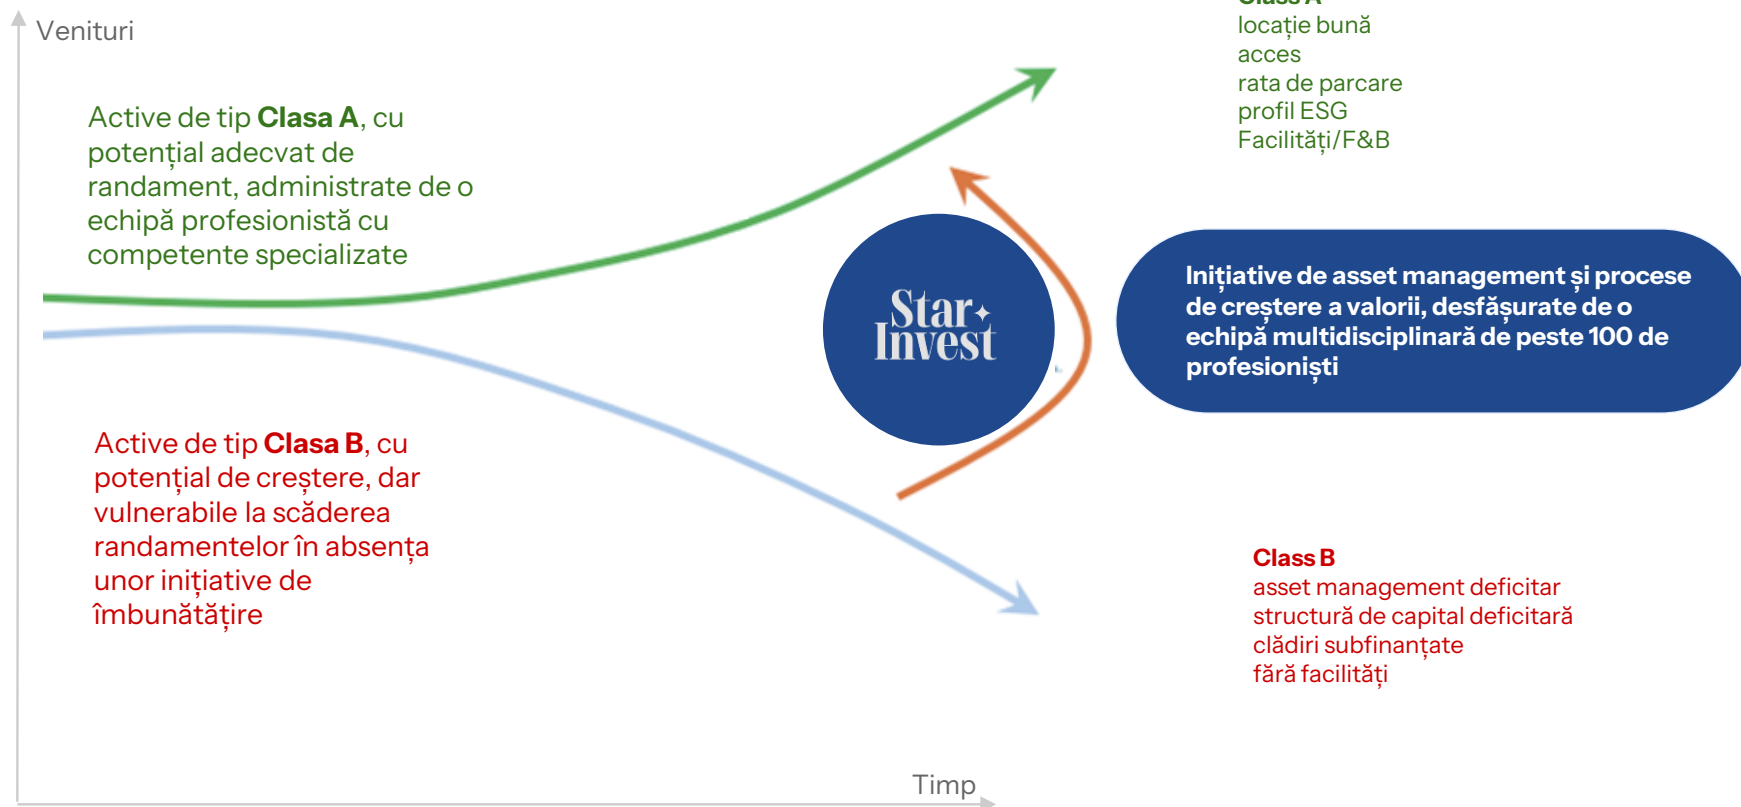 Venituri
Active de tip Clasa A, cu
potențial adecvat de
randament, administrate de o
echipă profesionistă cu
competente specializate
Class A
locație bună
acces
rata de parcare
profil ESG
Facilități/F&B
Star
Invest
Inițiative de asset management și procese
de creștere a valorii, desfășurate de o
echipă multidisciplinară de peste 100 de
profesioniști
Active de tip Clasa B, cu
potențial de creștere, dar
vulnerabile la scăderea
randamentelor în absența
unor inițiative de
îmbunătățire
Class B
asset management deficitar
structură de capital deficitară
clădiri subfinanțate
fără facilități
Timp